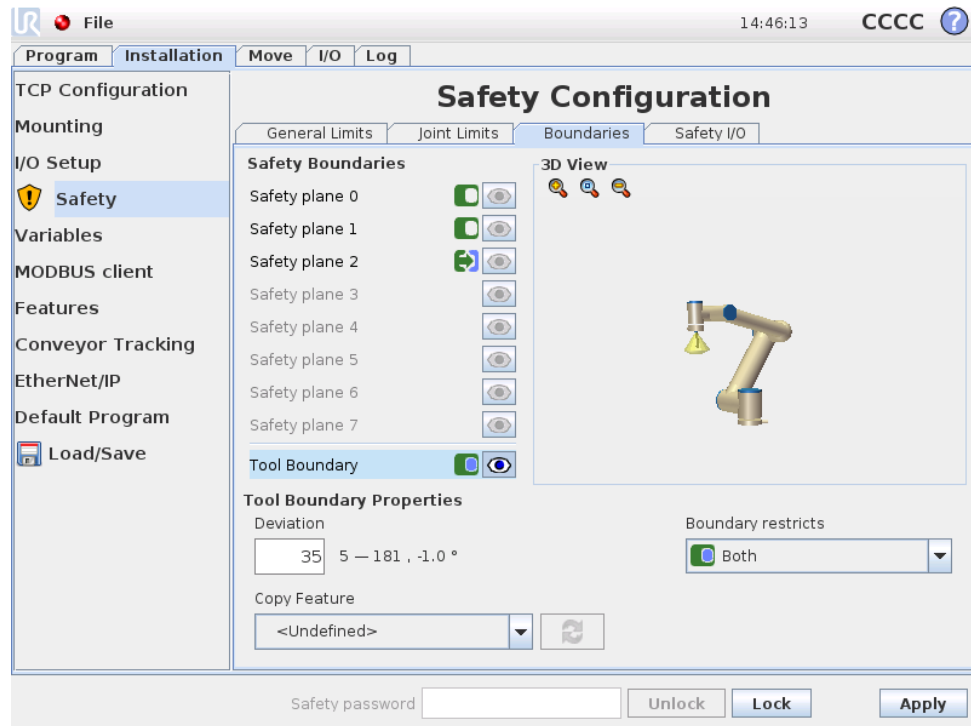 UR File 14:46:13 CCCC ?
Program Installation Move I/O Log
TCP Configuration
Mounting
I/O Setup
Safety
Variables
MODBUS client
Features
Conveyor Tracking
EtherNet/IP
Default Program
Load/Save
Safety Configuration
General Limits Joint Limits Boundaries Safety I/O
Safety Boundaries
Safety plane 0
Safety plane 1
Safety plane 2
Safety plane 3
Safety plane 4
Safety plane 5
Safety plane 6
Safety plane 7
Tool Boundary
3D View
Tool Boundary Properties
Deviation
35 5 — 181 , -1.0 °
Boundary restricts
Both
Copy Feature
<Undefined>
Safety password Unlock Lock Apply